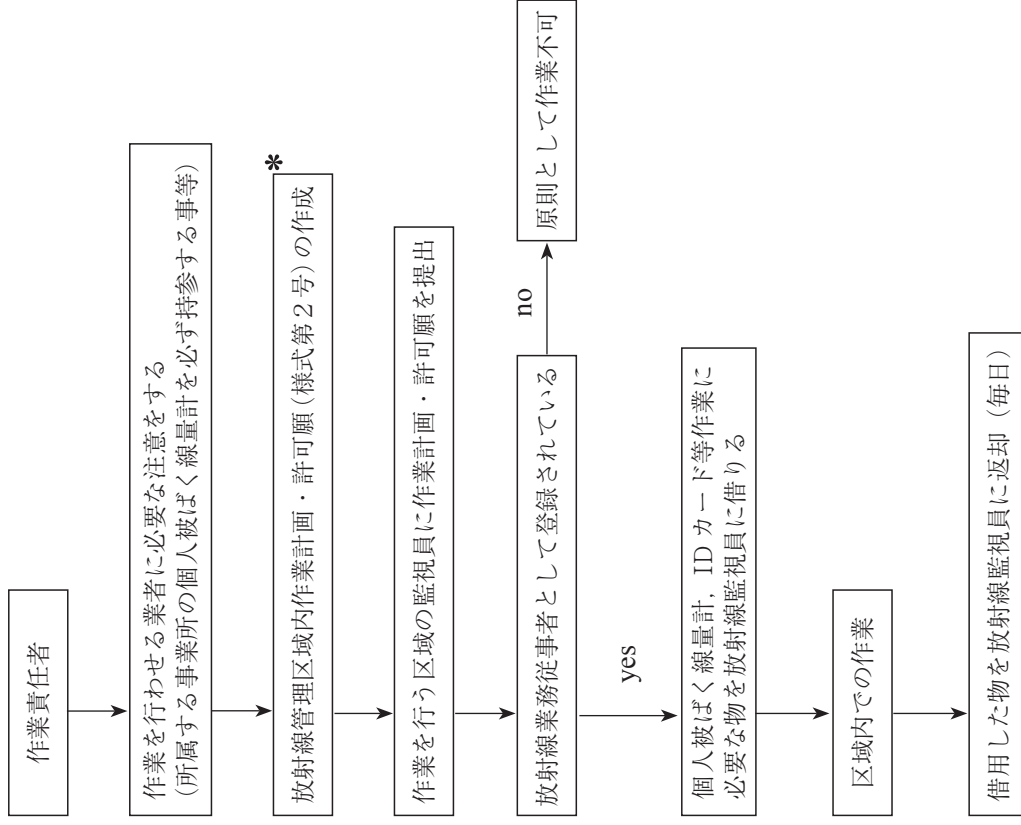 作業責任者
作業を行わせる業者に必要な注意をする
(所属する事業所の個人被ばく線量計を必ず持参する事等)
放射線管理区域内作業計画・許可願(様式第2号)の作成
*
作業を行う区域の監視員に作業計画・許可願を提出
放射線業務従事者として登録されている
no
原則として作業不可
yes
個人被ばく線量計，IDカード等作業に
必要な物を放射線監視員に借りる
区域内での作業
借用した物を放射線監視員に返却（毎日）